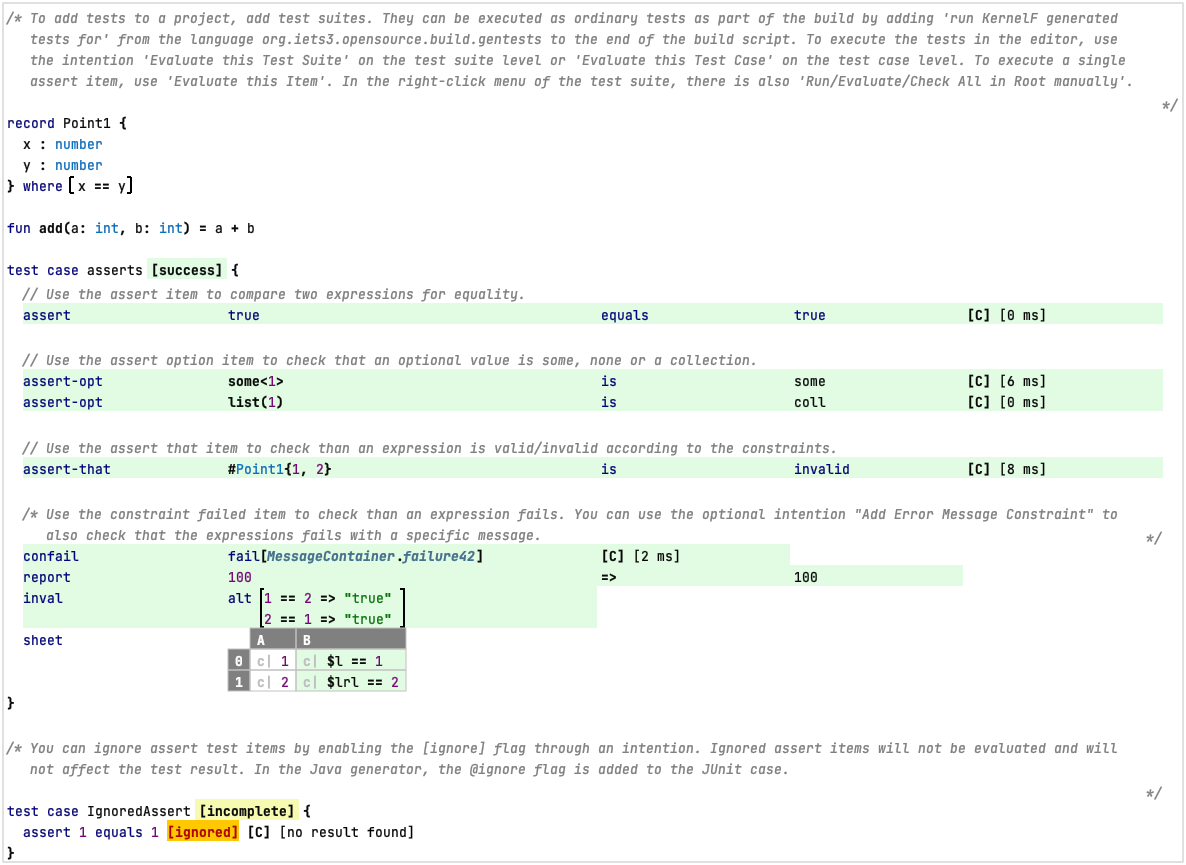 /* To add tests to a project, add test suites. They can be executed as ordinary tests as part of the build by adding 'run KernelF generated
tests for' from the language org.iets3.opensource.build.gentests to the end of the build script. To execute the tests in the editor, use
the intention 'Evaluate this Test Suite' on the test suite level or 'Evaluate this Test Case' on the test case level. To execute a single
assert item, use 'Evaluate this Item'. In the right-click menu of the test suite, there is also 'Run/Evaluate/Check All in Root manually'.
*/
record Point1 {
x : number
y : number
} where [x == y]
fun add(a: int, b: int) = a + b
test case asserts [success] {
// Use the assert item to compare two expressions for equality.
assert true equals true [C] [0 ms]
// Use the assert option item to check that an optional value is some, none or a collection.
assert-opt some<1> is some [C] [6 ms]
assert-opt list(1) is coll [C] [0 ms]
// Use the assert that item to check than an expression is valid/invalid according to the constraints.
assert-that #Point1{1, 2} is invalid [C] [8 ms]
/* Use the constraint failed item to check than an expression fails. You can use the optional intention "Add Error Message Constraint" to
also check that the expressions fails with a specific message. */
confail fail[MessageContainer.failure42] [C] [2 ms]
report 100 => 100
inval alt [1 == 2 => "true"
2 == 1 => "true"]
sheet A B
0 c| 1 c| $l == 1
1 c| 2 c| $lrl == 2
}
/* You can ignore assert test items by enabling the [ignore] flag through an intention. Ignored assert items will not be evaluated and will
not affect the test result. In the Java generator, the @ignore flag is added to the JUnit case.
*/
test case IgnoredAssert [incomplete] {
assert 1 equals 1 [ignored] [C] [no result found]
}